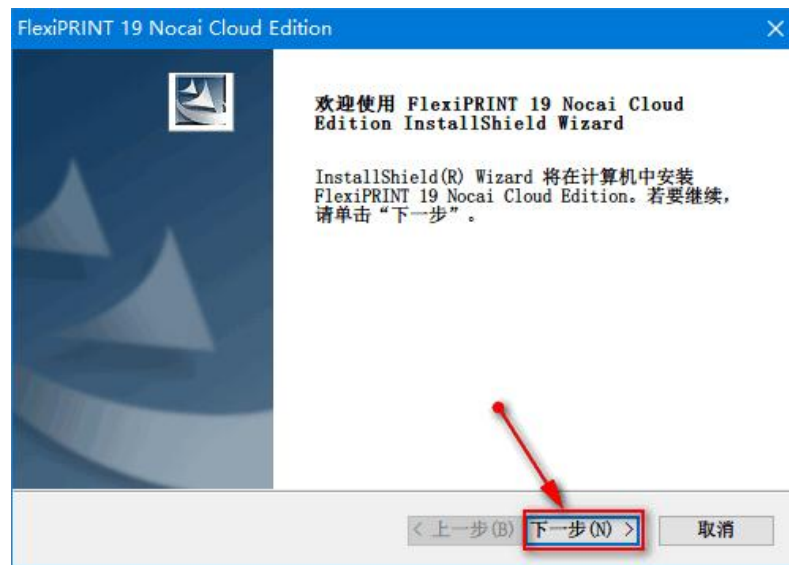 FlexiPRINT 19 Nocai Cloud Edition
欢迎使用 FlexiPRINT 19 Nocai Cloud
Edition InstallShield Wizard
InstallShield(R) Wizard 将在计算机中安装
FlexiPRINT 19 Nocai Cloud Edition。若要继续，
请单击“下一步”。
< 上一步(B) 下一步(N) > 取消